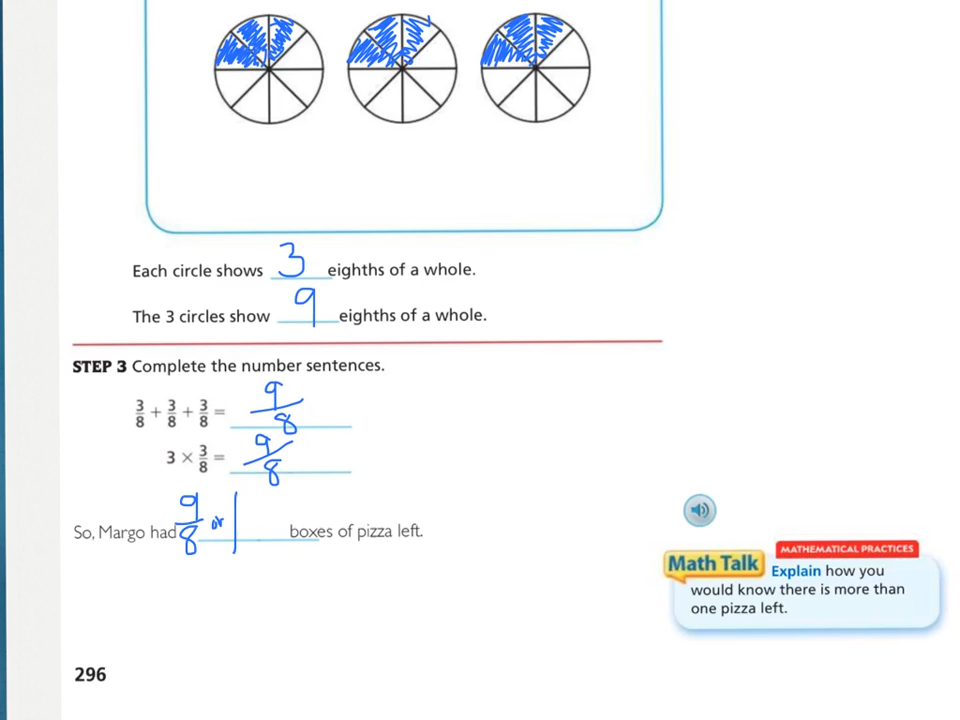 Each circle shows 3 eighths of a whole.
The 3 circles show 9 eighths of a whole.
STEP 3 Complete the number sentences.
3/8 + 3/8 + 3/8 = 9/8
3 × 3/8 = 9/8
So, Margo had 9/8 or 1 boxes of pizza left.
MATHEMATICAL PRACTICES
Math Talk Explain how you
would know there is more than
one pizza left.
296